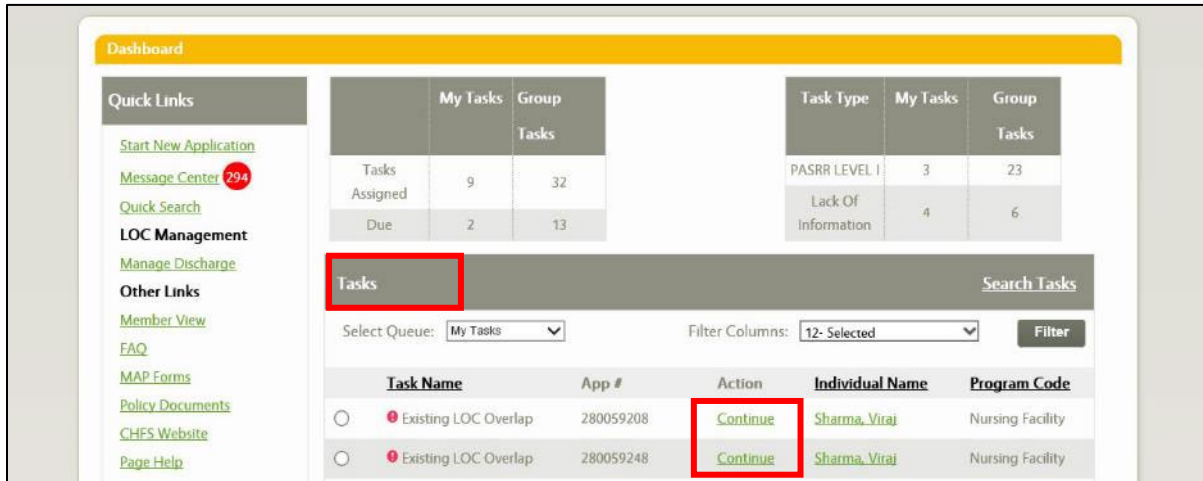 Dashboard
Quick Links
Start New Application
Message Center 294
Quick Search
LOC Management
Manage Discharge
Other Links
Member View
FAQ
MAP Forms
Policy Documents
CHFS Website
Page Help
My Tasks Group Tasks
Tasks Assigned 9 32
Due 2 13
Task Type My Tasks Group Tasks
PASRR LEVEL I 3 23
Lack Of Information 4 6
Tasks Search Tasks
Select Queue: My Tasks Filter Columns: 12- Selected Filter
Task Name App # Action Individual Name Program Code
Existing LOC Overlap 280059208 Continue Sharma, Viraj Nursing Facility
Existing LOC Overlap 280059248 Continue Sharma, Viraj Nursing Facility